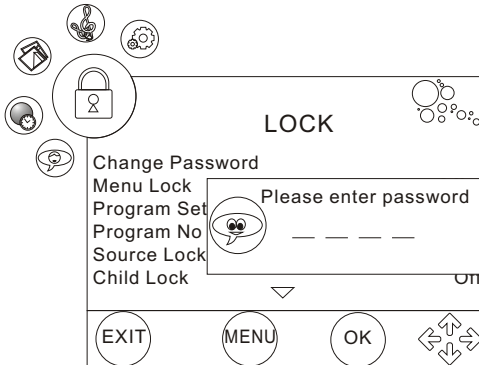 LOCK
Change Password
Menu Lock
Program Set
Please enter password
Program No
Source Lock
Child Lock
EXIT
MENU
OK